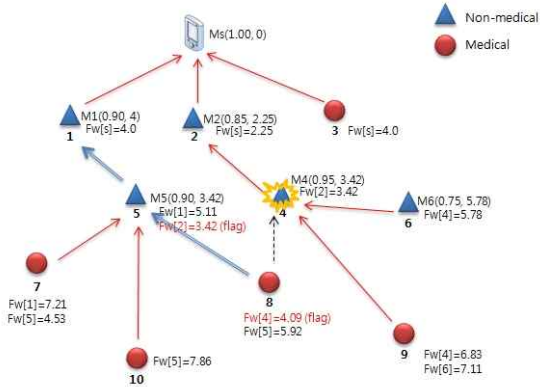 Non-medical
Medical
Ms(1.00, 0)
M1(0.90, 4)
Fw[s]=4.0
1
M2(0.85, 2.25)
Fw[s]=2.25
2
3
Fw[s]=4.0
M5(0.90, 3.42)
Fw[1]=5.11
Fw[2]=3.42 (flag)
5
M4(0.95, 3.42)
Fw[2]=3.42
4
M6(0.75, 5.78)
Fw[4]=5.78
6
7
Fw[1]=7.21
Fw[5]=4.53
8
Fw[4]=4.09 (flag)
Fw[5]=5.92
9
Fw[4]=6.83
Fw[6]=7.11
Fw[5]=7.86
10